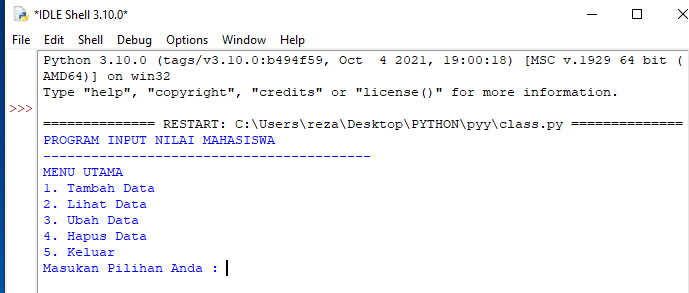 *IDLE Shell 3.10.0*
File Edit Shell Debug Options Window Help
Python 3.10.0 (tags/v3.10.0:b494f59, Oct  4 2021, 19:00:18) [MSC v.1929 64 bit (
AMD64)] on win32
Type "help", "copyright", "credits" or "license()" for more information.
>>>
============== RESTART: C:\Users\reza\Desktop\PYTHON\pyy\class.py ==============
PROGRAM INPUT NILAI MAHASISWA
-----------------------------------------
MENU UTAMA
1. Tambah Data
2. Lihat Data
3. Ubah Data
4. Hapus Data
5. Keluar
Masukan Pilihan Anda :